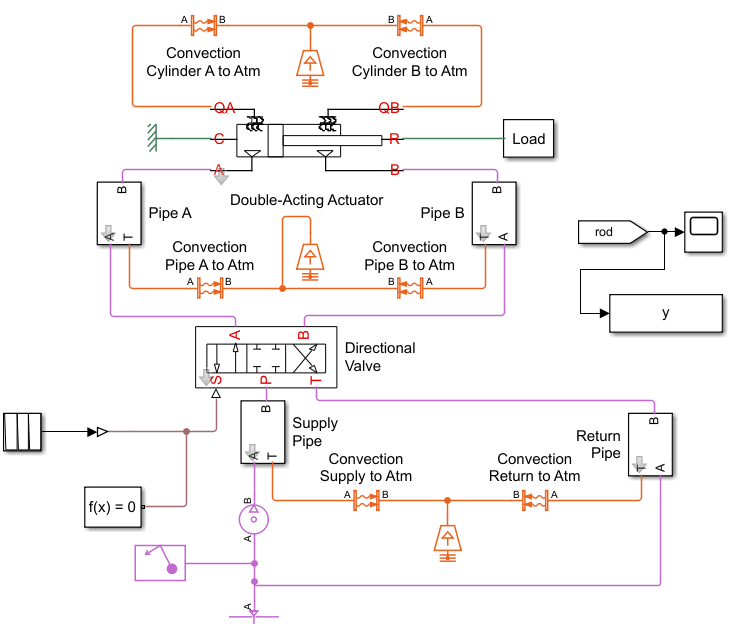 A B
B A
Convection
Cylinder A to Atm
Convection
Cylinder B to Atm
QA
QB
C
R
Load
A
B
B
Pipe A
A
T
Double-Acting Actuator
B
Pipe B
T
A
rod
Convection
Pipe A to Atm
Convection
Pipe B to Atm
A B
B A
y
A
B
Directional
Valve
S
P
T
B
Supply
Pipe
A
T
B
Return
Pipe
T
A
Convection
Supply to Atm
Convection
Return to Atm
A B
B A
f(x) = 0
B
A
A